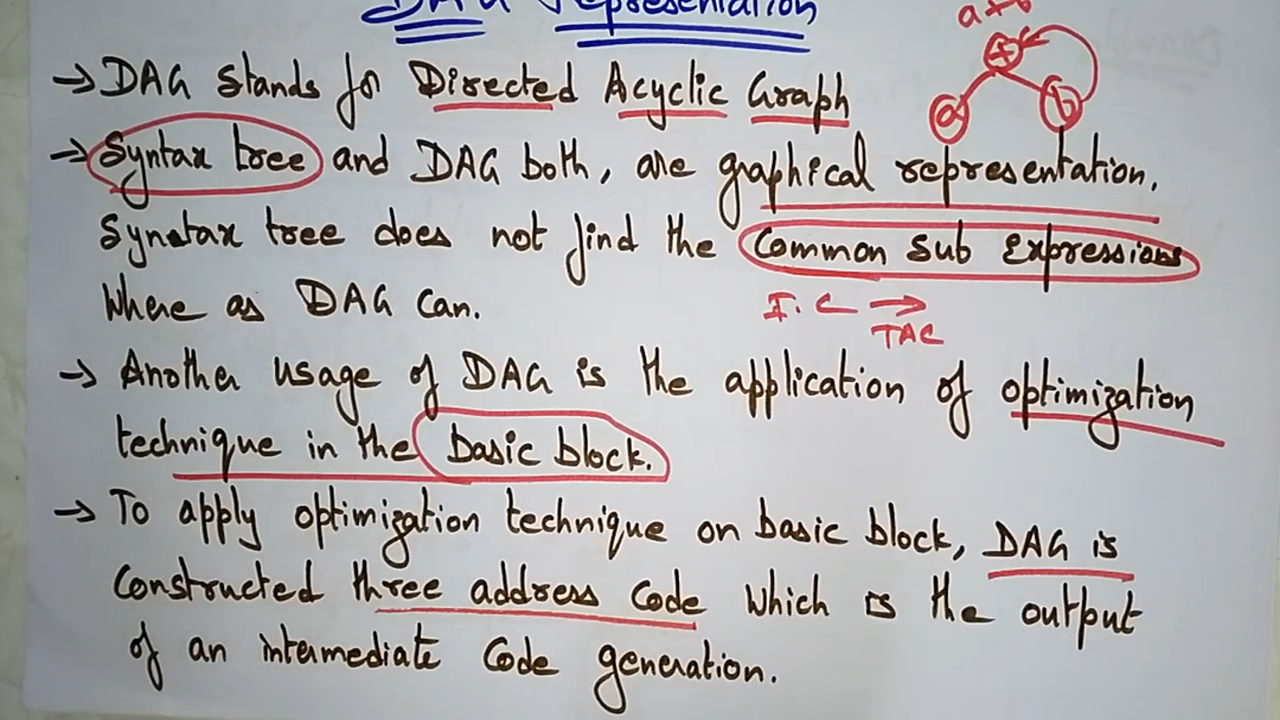 DAG representation
→ DAG stands for Directed Acyclic Graph
→ Syntax tree and DAG both, are graphical representation.
Synatax tree does not find the Common sub Expressions
Where as DAG Can.
I.C →
TAC
→ Another usage of DAG is the application of optimization
technique in the basic block.
→ To apply optimization technique on basic block, DAG is
Constructed three address Code which is the output
of an intermediate Code generation.
a+b
+
a
b